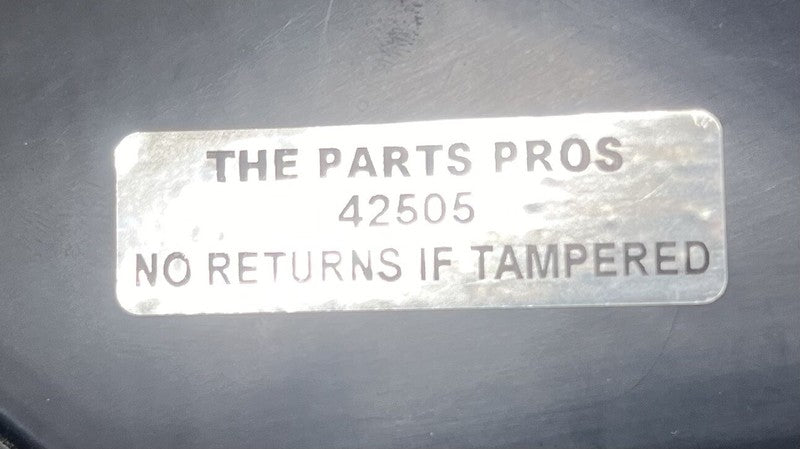 THE PARTS PROS
42505
NO RETURNS IF TAMPERED